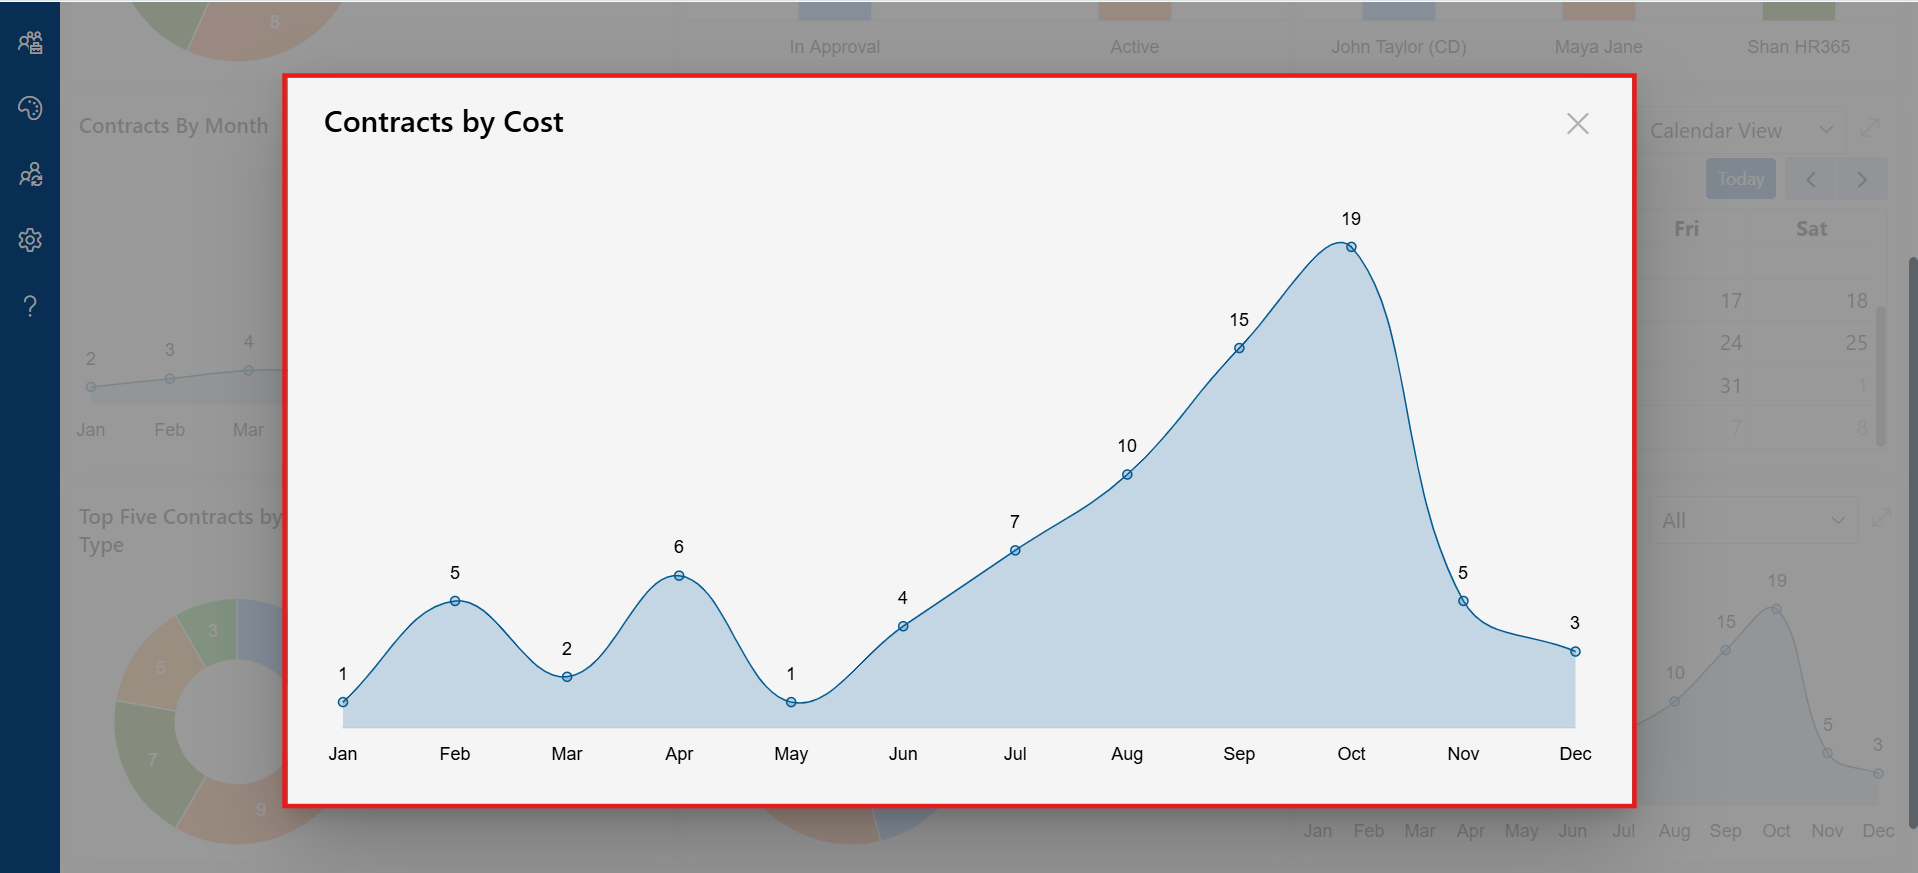 8
In Approval
Active
John Taylor (CD)
Maya Jane
Shan HR365
Contracts By Month
Contracts by Cost
Calendar View
Today
Fri
Sat
17
18
24
25
31
1
7
8
2
3
4
Jan
Feb
Mar
1
5
2
6
1
4
7
10
15
19
5
3
Jan
Feb
Mar
Apr
May
Jun
Jul
Aug
Sep
Oct
Nov
Dec
Top Five Contracts by
Type
3
5
7
9
All
10
15
19
5
3
Jan
Feb
Mar
Apr
May
Jun
Jul
Aug
Sep
Oct
Nov
Dec